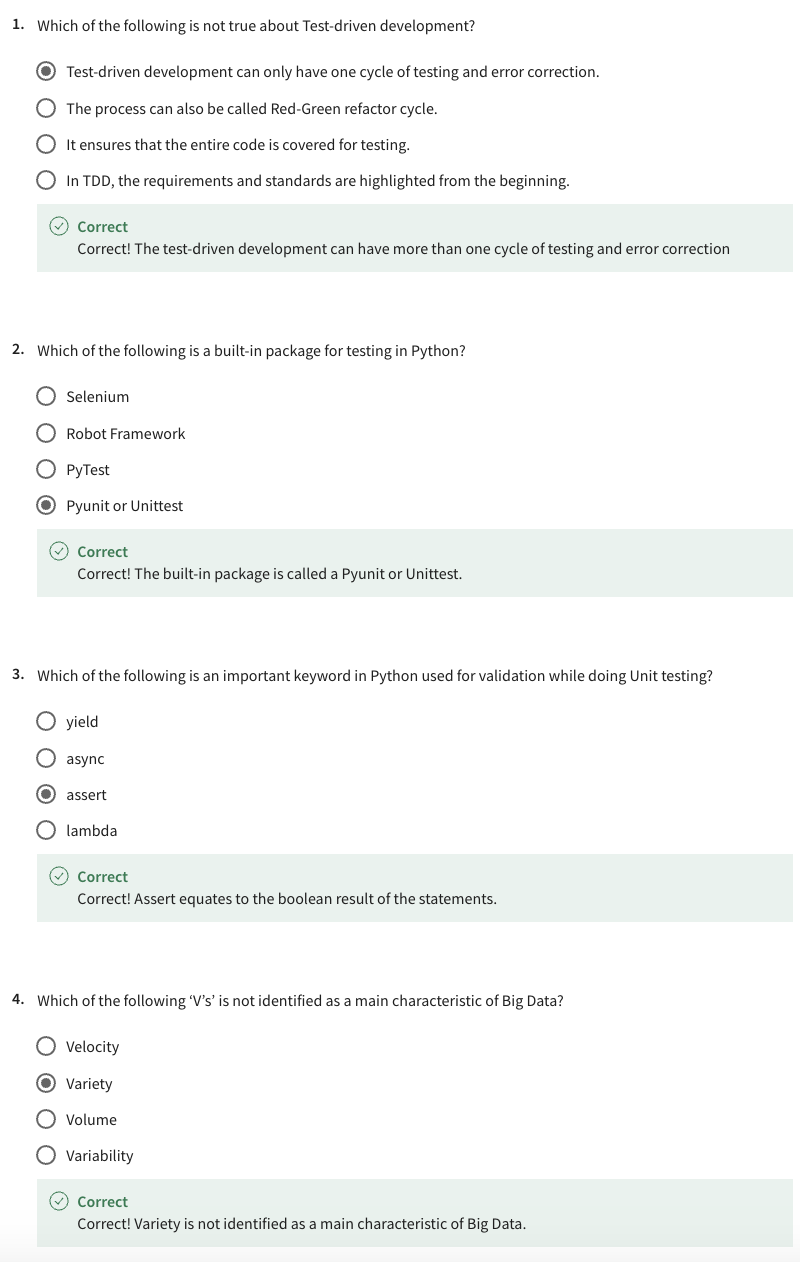 1. Which of the following is not true about Test-driven development?
Test-driven development can only have one cycle of testing and error correction.
The process can also be called Red-Green refactor cycle.
It ensures that the entire code is covered for testing.
In TDD, the requirements and standards are highlighted from the beginning.
Correct
Correct! The test-driven development can have more than one cycle of testing and error correction
2. Which of the following is a built-in package for testing in Python?
Selenium
Robot Framework
PyTest
Pyunit or Unittest
Correct
Correct! The built-in package is called a Pyunit or Unittest.
3. Which of the following is an important keyword in Python used for validation while doing Unit testing?
yield
async
assert
lambda
Correct
Correct! Assert equates to the boolean result of the statements.
4. Which of the following ‘V’s’ is not identified as a main characteristic of Big Data?
Velocity
Variety
Volume
Variability
Correct
Correct! Variety is not identified as a main characteristic of Big Data.